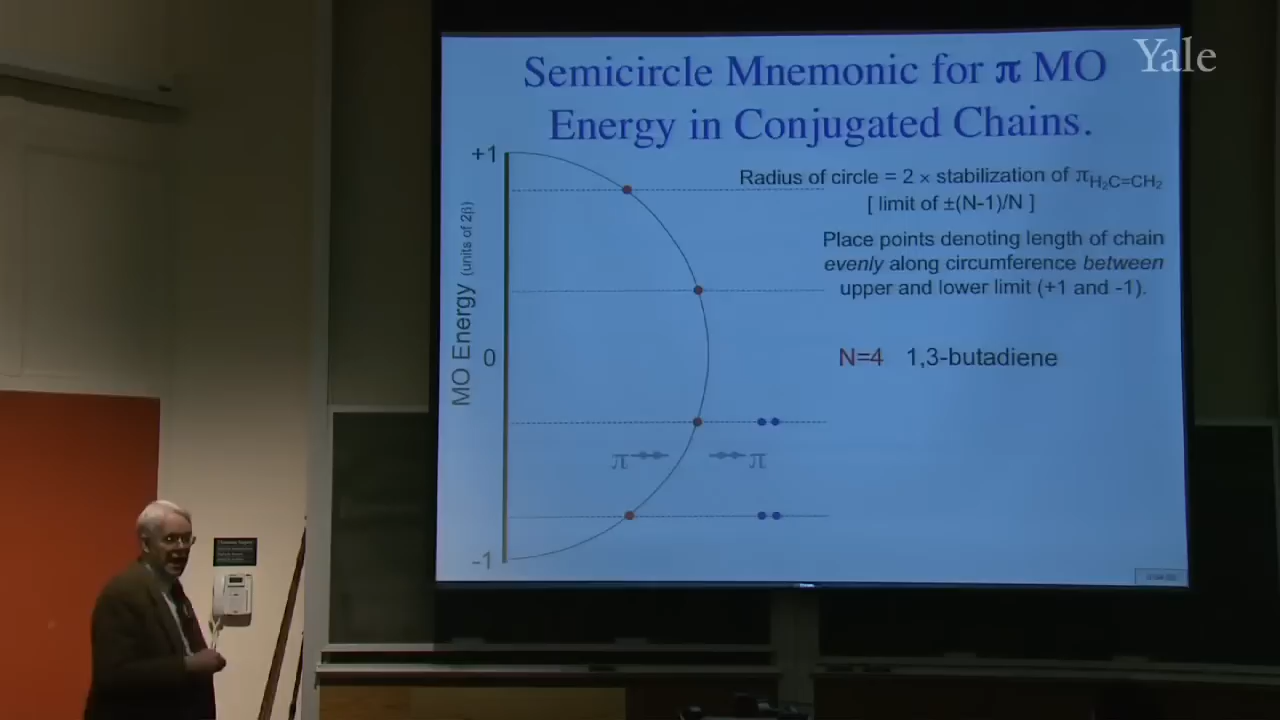 Yale
Semicircle Mnemonic for π MO
Energy in Conjugated Chains.
+1
Radius of circle = 2 × stabilization of πH₂C=CH₂
[ limit of ±(N-1)/N ]
Place points denoting length of chain
evenly along circumference between
upper and lower limit (+1 and -1).
MO Energy (units of 2β)
0
N=4 1,3-butadiene
π π
-1